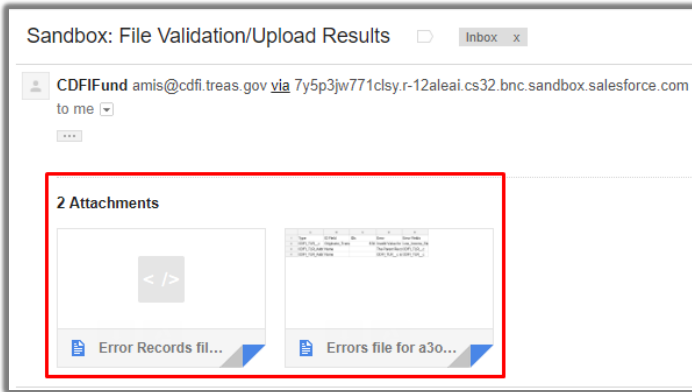 Sandbox: File Validation/Upload Results Inbox x
CDFIFund amis@cdfi.treas.gov via 7y5p3jw771clsy.r-12aleai.cs32.bnc.sandbox.salesforce.com
to me
2 Attachments
</>
Error Records fil... Errors file for a3o...